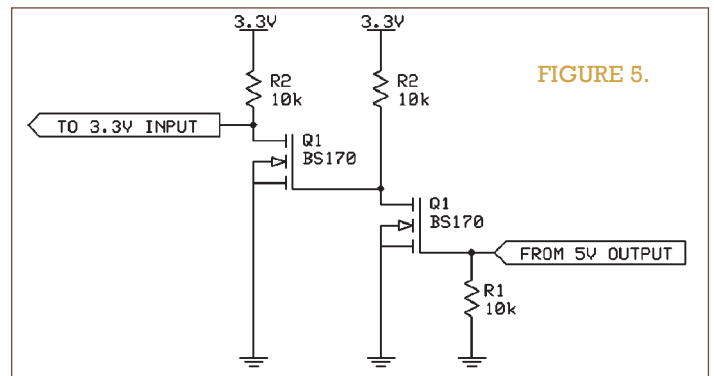 3.3V
3.3V
FIGURE 5.
R2
10k
R2
10k
TO 3.3V INPUT
Q1
BS170
Q1
BS170
FROM 5V OUTPUT
R1
10k